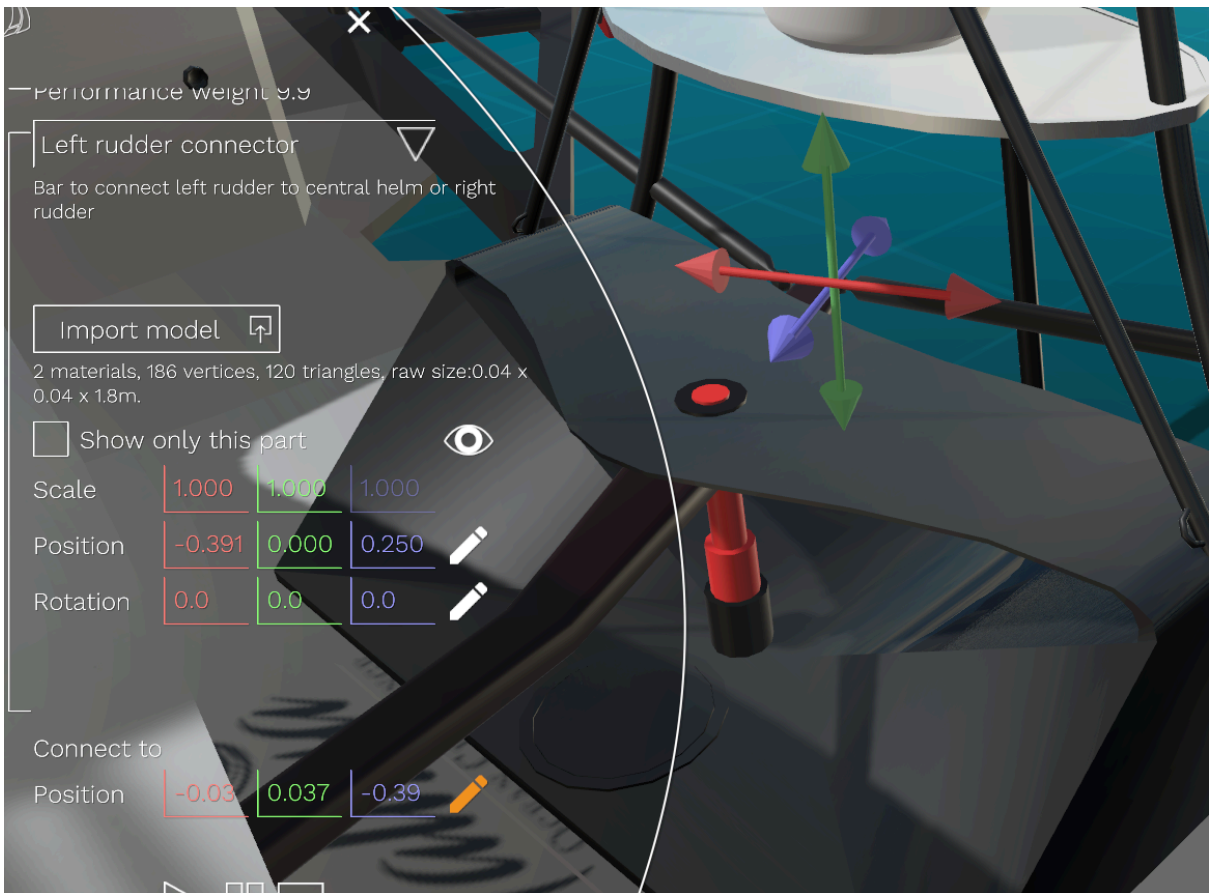 Performance weight 9.9
Left rudder connector
Bar to connect left rudder to central helm or right
rudder
Import model
2 materials, 186 vertices, 120 triangles, raw size:0.04 x
0.04 x 1.8m.
Show only this part
Scale 1.000 1.000 1.000
Position -0.391 0.000 0.250
Rotation 0.0 0.0 0.0
Connect to
Position -0.03 0.037 -0.39